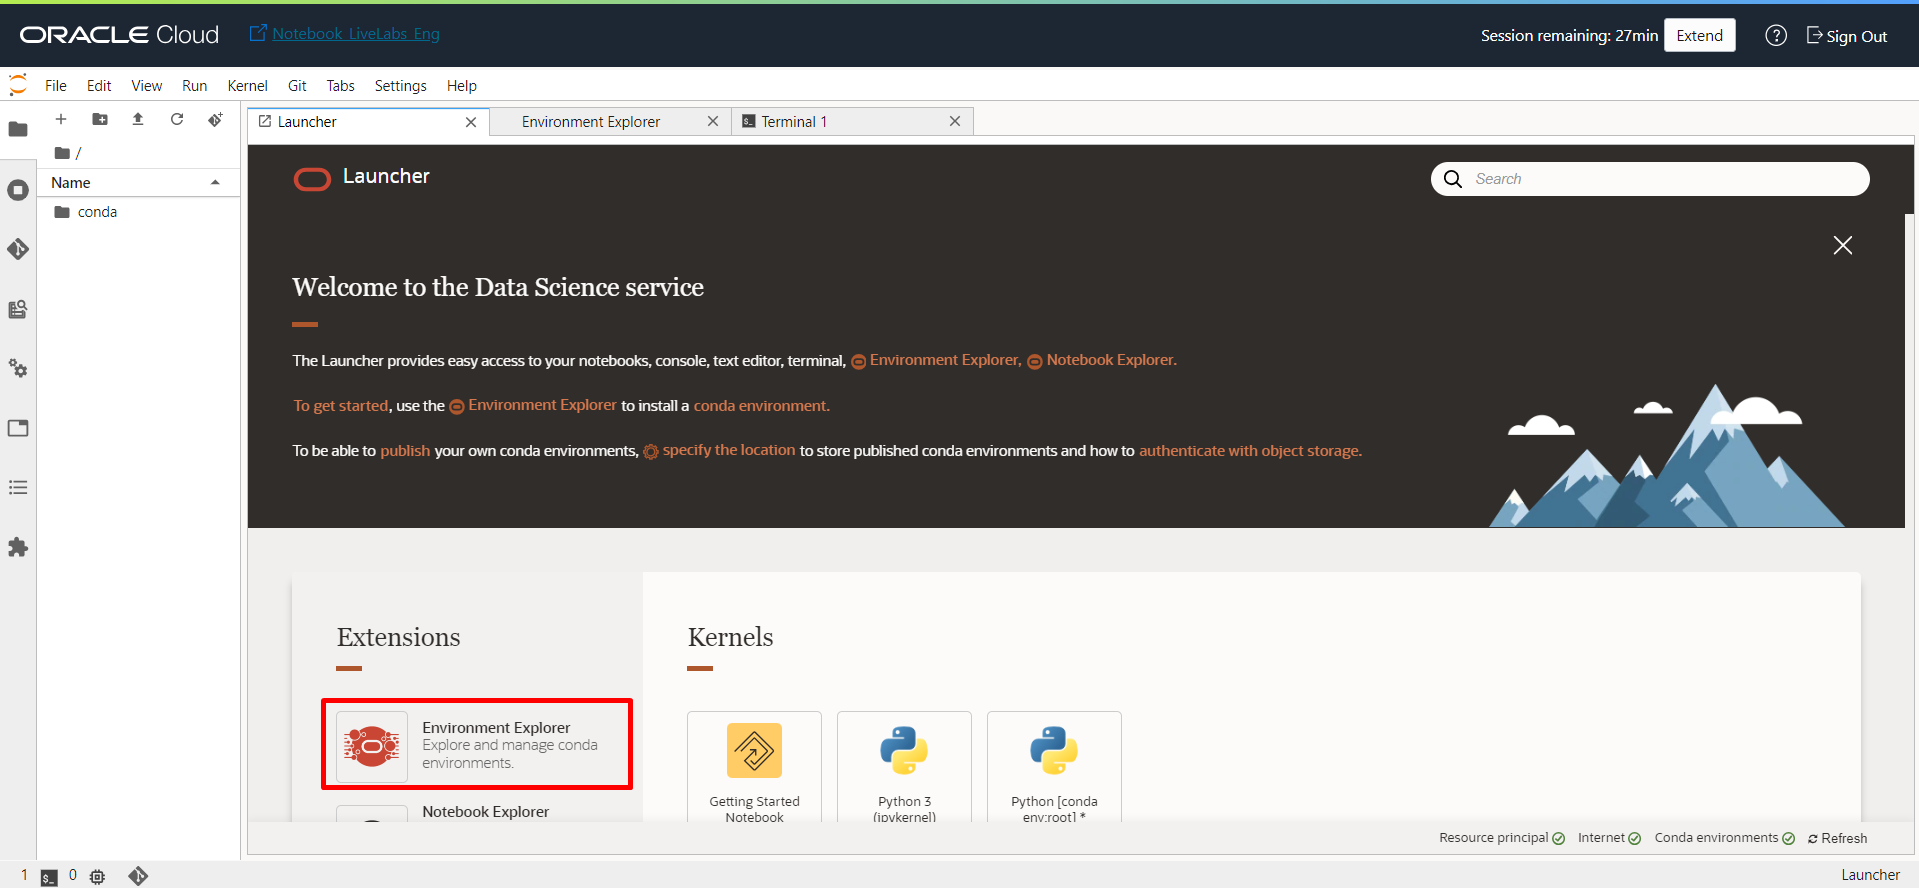 ORACLE Cloud Notebook_LiveLabs_Eng Session remaining: 27min Extend ? Sign Out
File Edit View Run Kernel Git Tabs Settings Help
Launcher Environment Explorer Terminal 1
/
Name
conda
Launcher
Search
Welcome to the Data Science service
The Launcher provides easy access to your notebooks, console, text editor, terminal, Environment Explorer, Notebook Explorer.
To get started, use the Environment Explorer to install a conda environment.
To be able to publish your own conda environments, specify the location to store published conda environments and how to authenticate with object storage.
Extensions
Environment Explorer
Explore and manage conda
environments.
Notebook Explorer
Kernels
Getting Started
Notebook
Python 3
(ipykernel)
Python [conda
env:root] *
Resource principal Internet Conda environments Refresh
1 $_ 0 Launcher